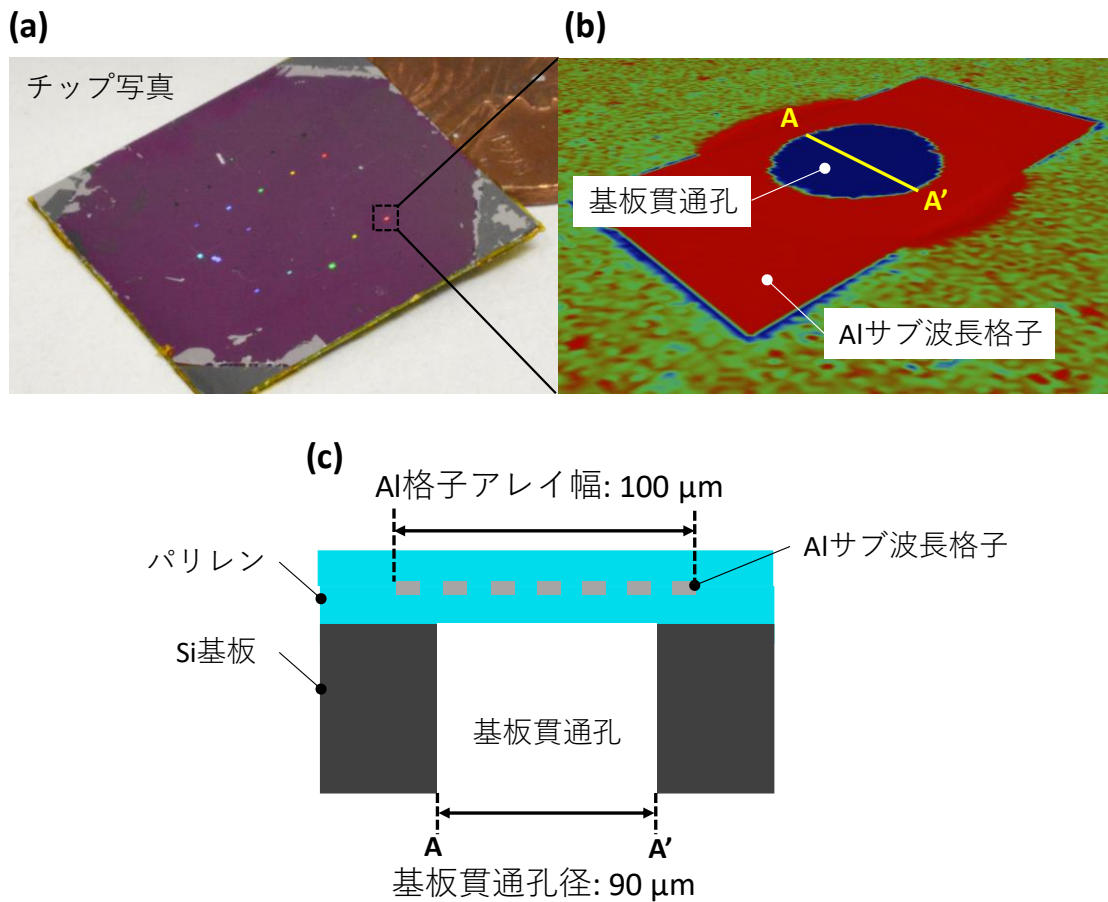 (a)
チップ写真
(b)
A
A'
基板貫通孔
Alサブ波長格子
(c)
Al格子アレイ幅: 100 μm
パリレン
Alサブ波長格子
Si基板
基板貫通孔
A
A'
基板貫通孔径: 90 μm